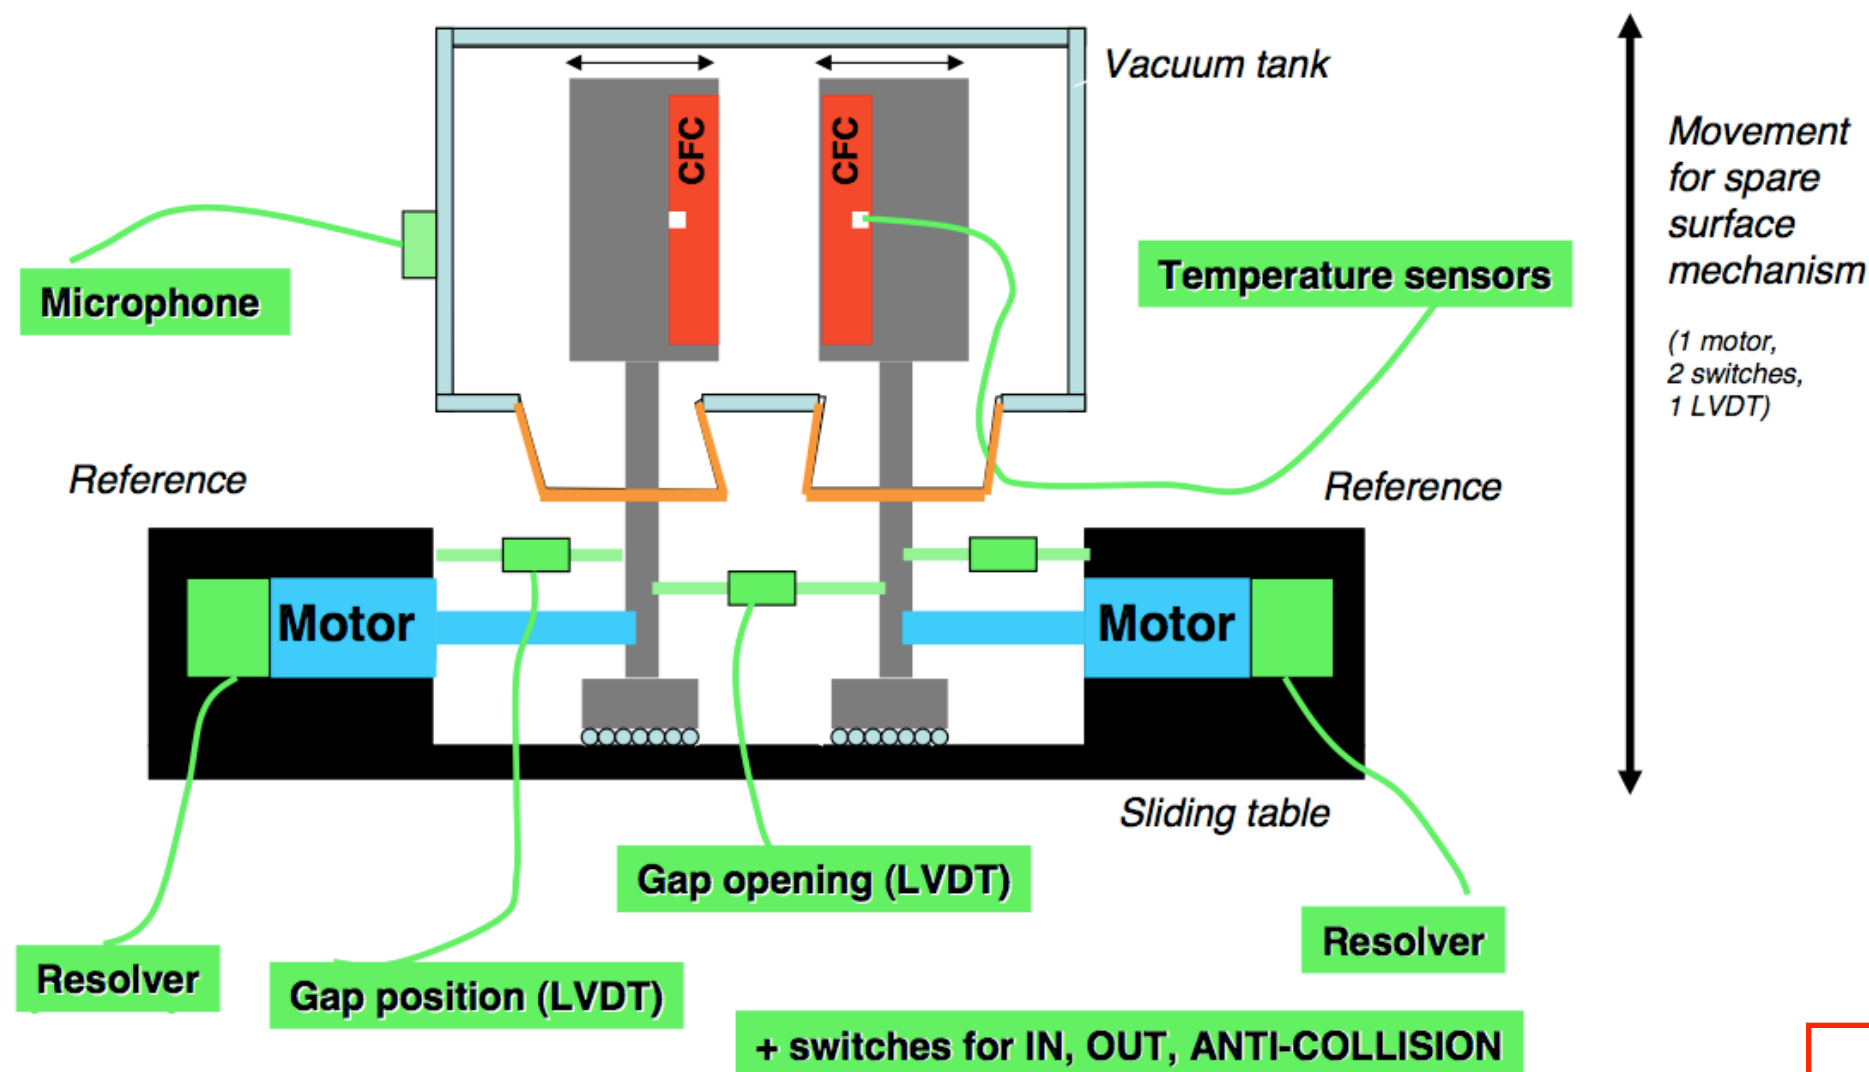 Vacuum tank
Movement
for spare
surface
mechanism
(1 motor,
2 switches,
1 LVDT)
CFC
CFC
Microphone
Temperature sensors
Reference
Reference
Motor
Motor
Sliding table
Gap opening (LVDT)
Resolver
Resolver
Gap position (LVDT)
+ switches for IN, OUT, ANTI-COLLISION